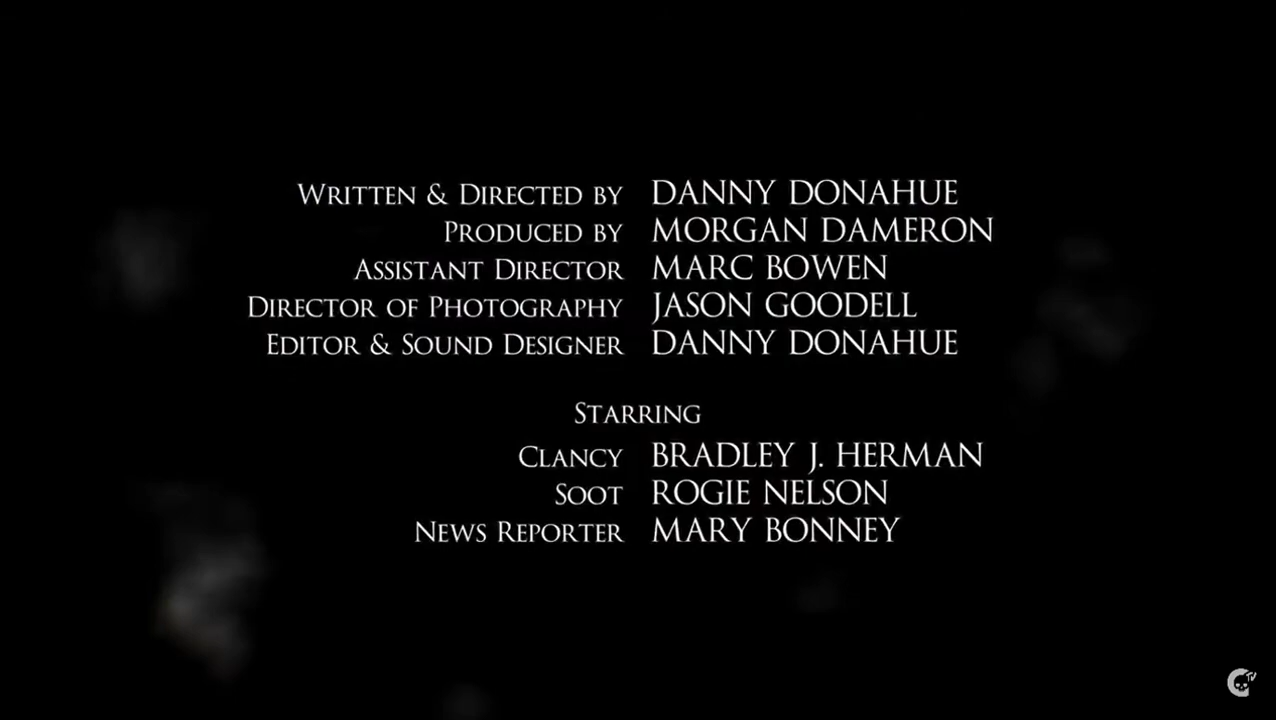 WRITTEN & DIRECTED BY DANNY DONAHUE
PRODUCED BY MORGAN DAMERON
ASSISTANT DIRECTOR MARC BOWEN
DIRECTOR OF PHOTOGRAPHY JASON GOODELL
EDITOR & SOUND DESIGNER DANNY DONAHUE
STARRING
CLANCY BRADLEY J. HERMAN
SOOT ROGIE NELSON
NEWS REPORTER MARY BONNEY
TV